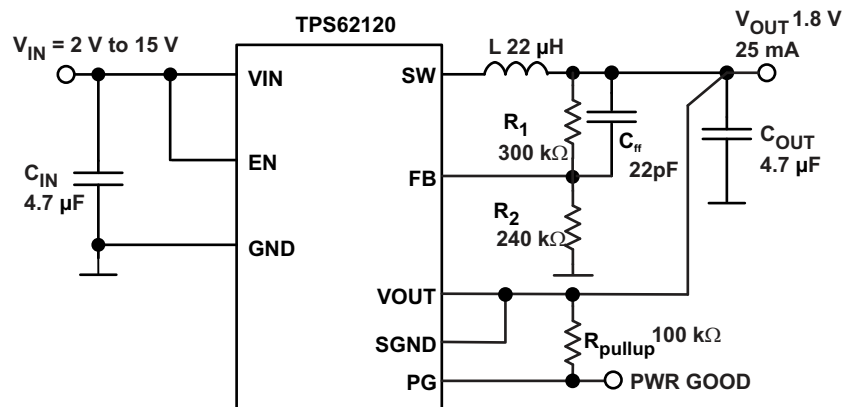 TPS62120
V_IN = 2 V to 15 V
V_OUT 1.8 V
25 mA
VIN
SW
L 22 µH
EN
R_1
300 kΩ
C_ff
22pF
C_OUT
4.7 µF
C_IN
4.7 µF
FB
R_2
240 kΩ
GND
VOUT
SGND
R_pullup 100 kΩ
PG
PWR GOOD